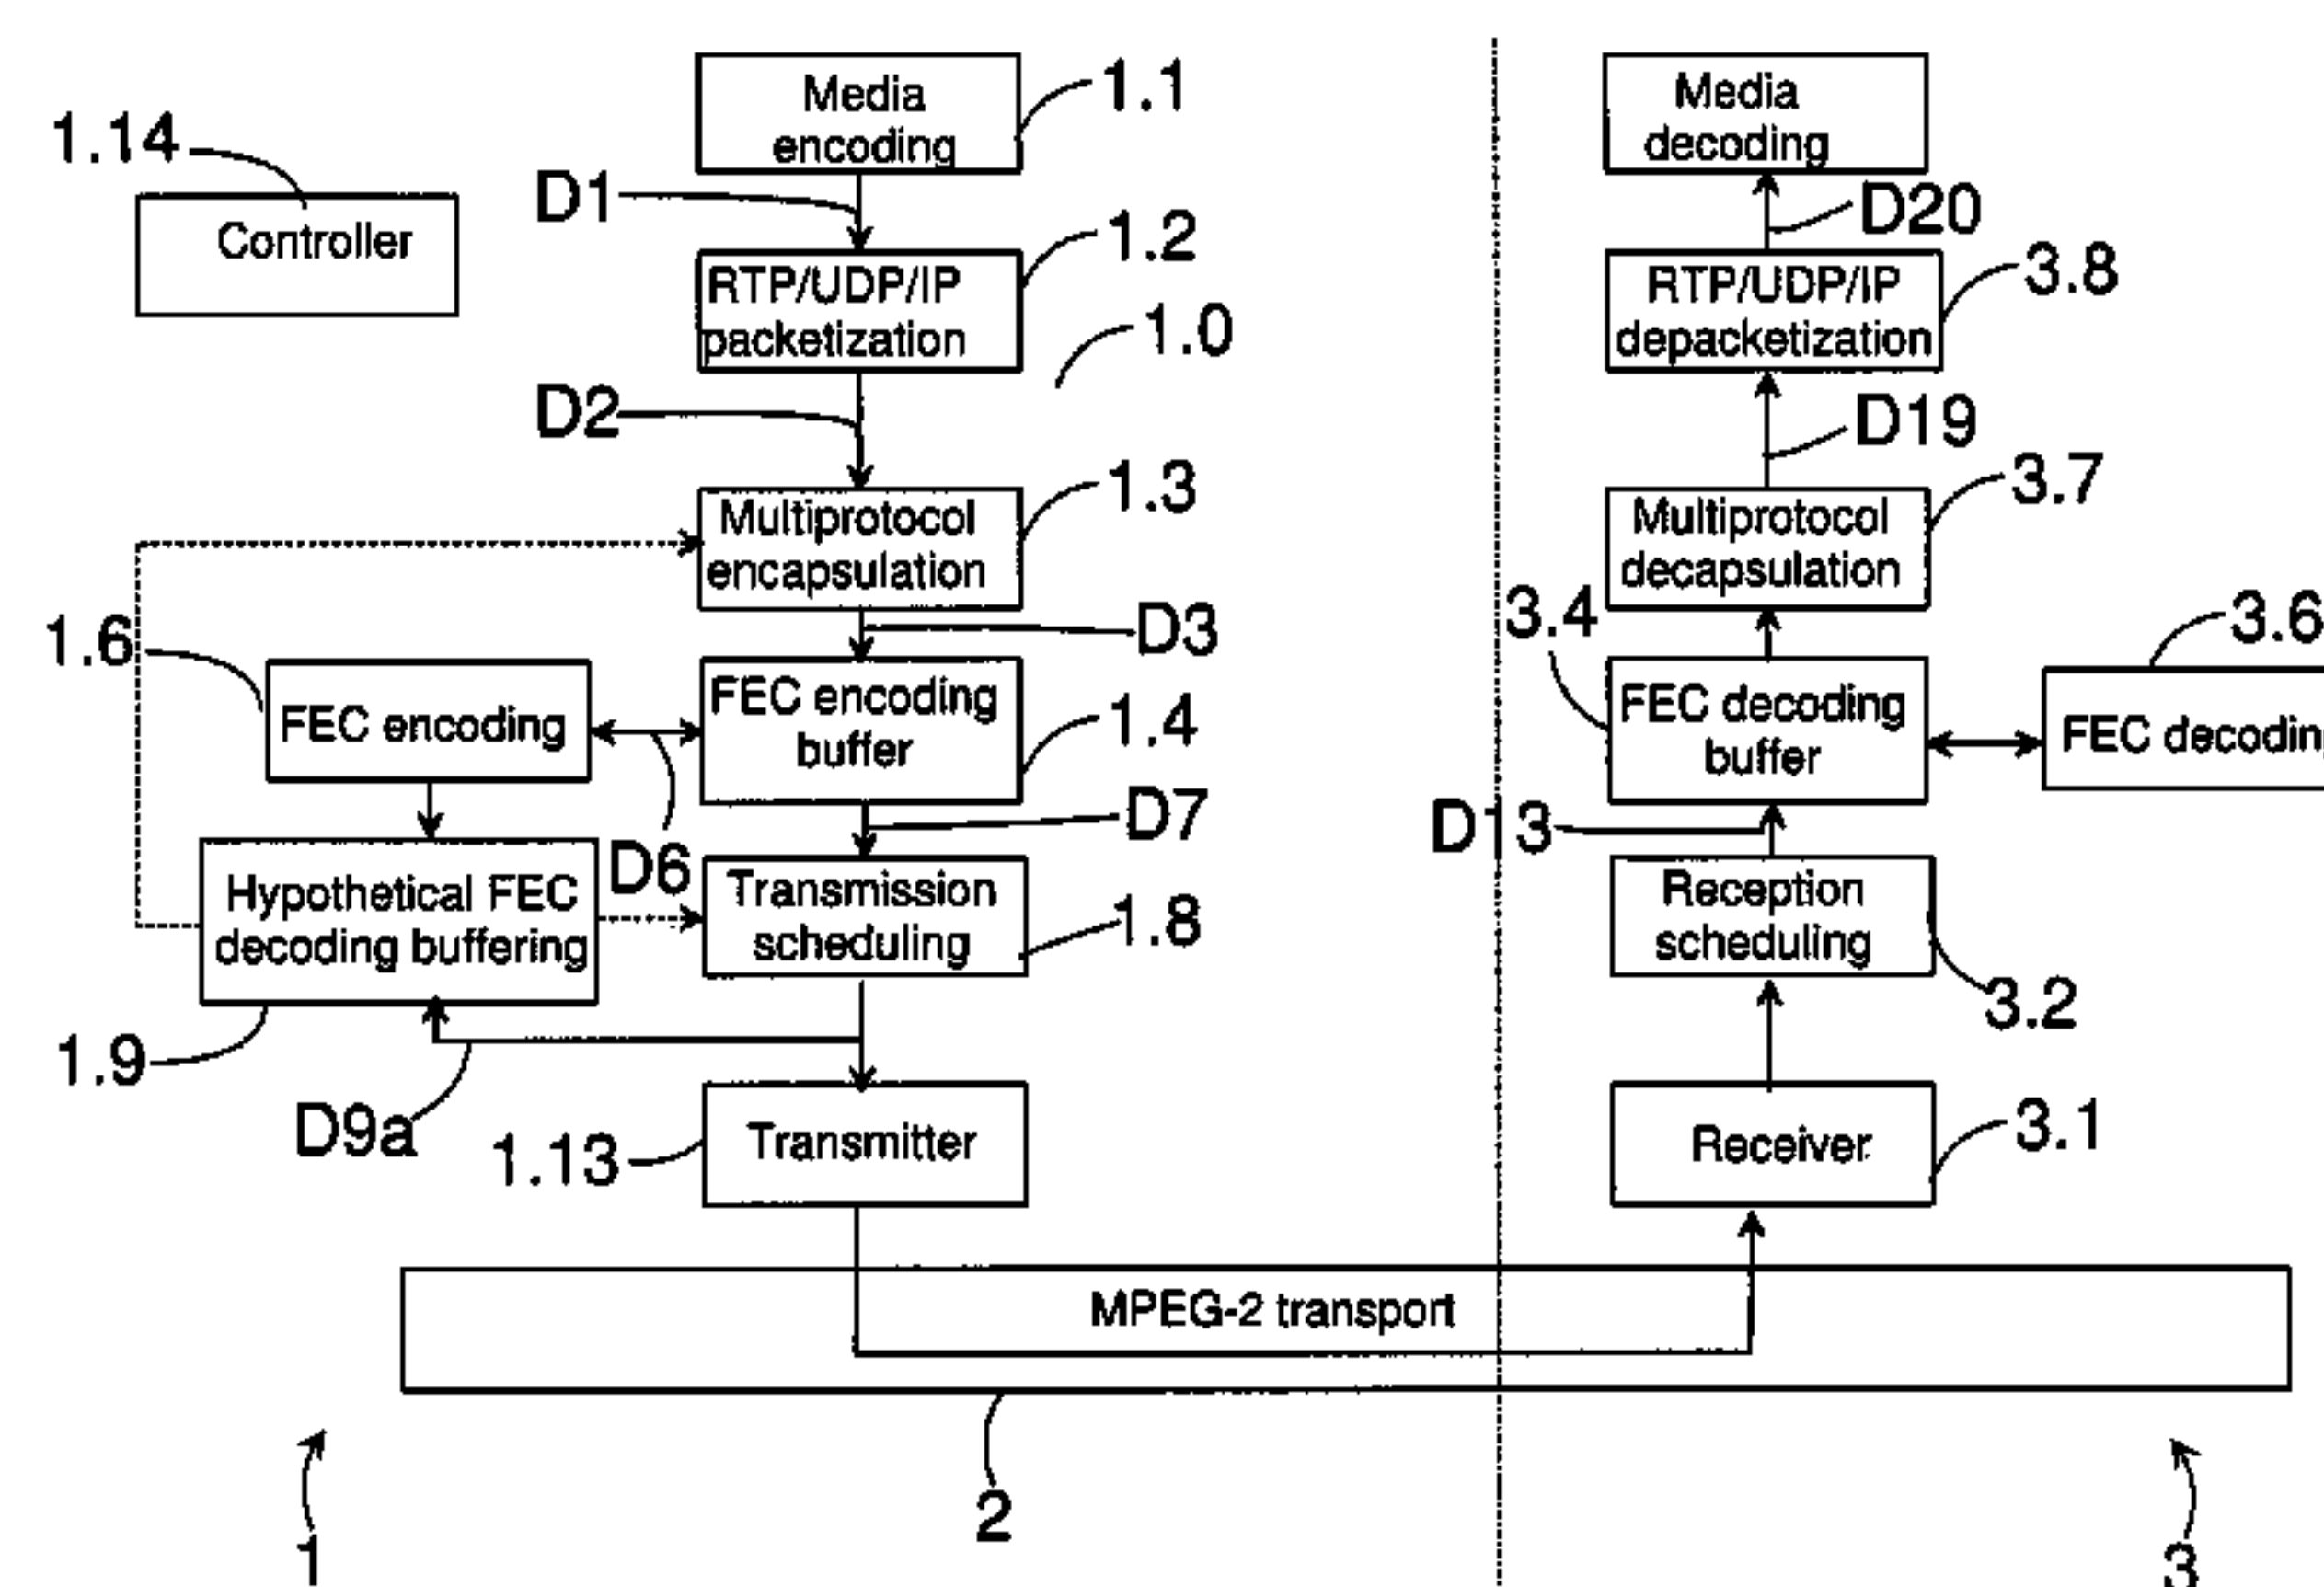 Media
encoding
1.1
1.14
Controller
D1
RTP/UDP/IP
packetization
1.2
1.0
D2
Multiprotocol
encapsulation
1.3
D3
1.6
FEC encoding
FEC encoding
buffer
1.4
D6
D7
Hypothetical FEC
decoding buffering
1.9
Transmission
scheduling
1.8
D9a
1.13
Transmitter
MPEG-2 transport
2
1
Media
decoding
D20
RTP/UDP/IP
depacketization
3.8
D19
Multiprotocol
decapsulation
3.7
3.4
FEC decoding
buffer
3.6
FEC decodin
D13
Reception
scheduling
3.2
Receiver
3.1
3